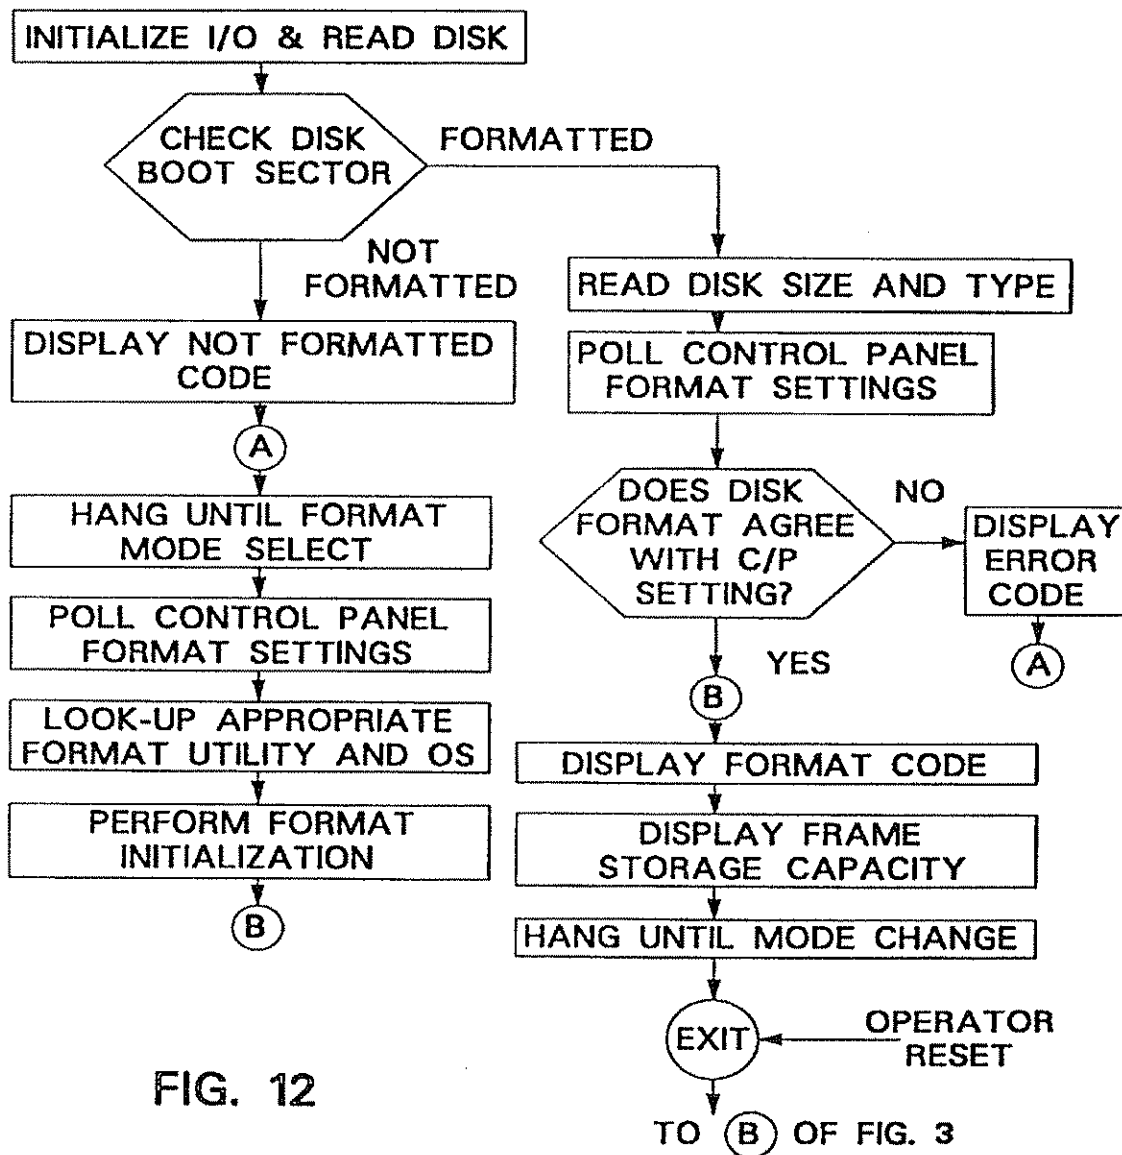 INITIALIZE I/O & READ DISK
CHECK DISK
BOOT SECTOR
FORMATTED
NOT
FORMATTED
DISPLAY NOT FORMATTED
CODE
A
HANG UNTIL FORMAT
MODE SELECT
POLL CONTROL PANEL
FORMAT SETTINGS
LOOK-UP APPROPRIATE
FORMAT UTILITY AND OS
PERFORM FORMAT
INITIALIZATION
B
READ DISK SIZE AND TYPE
POLL CONTROL PANEL
FORMAT SETTINGS
DOES DISK
FORMAT AGREE
WITH C/P
SETTING?
NO
DISPLAY
ERROR
CODE
A
YES
B
DISPLAY FORMAT CODE
DISPLAY FRAME
STORAGE CAPACITY
HANG UNTIL MODE CHANGE
EXIT
OPERATOR
RESET
TO B OF FIG. 3
FIG. 12